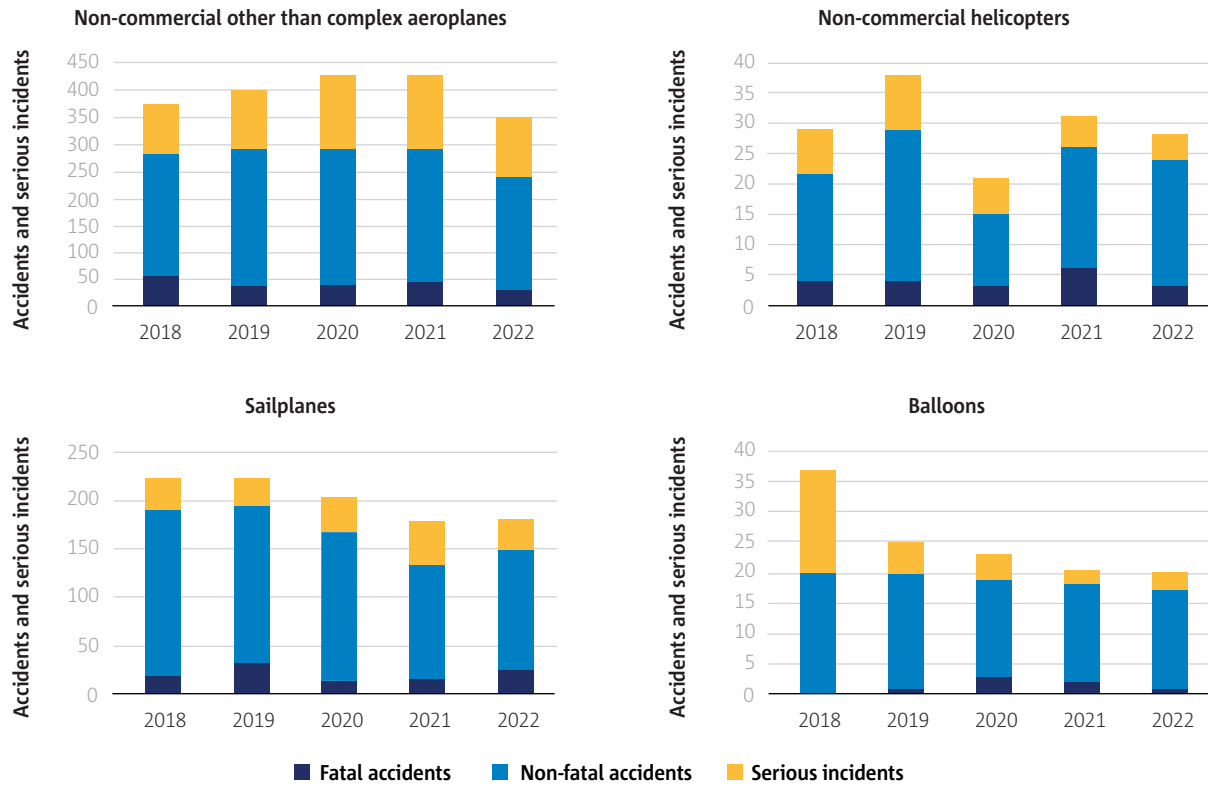 Non-commercial other than complex aeroplanes
Accidents and serious incidents
450
400
350
300
250
200
150
100
50
0
2018 2019 2020 2021 2022
Non-commercial helicopters
Accidents and serious incidents
40
35
30
25
20
15
10
5
0
2018 2019 2020 2021 2022
Sailplanes
Accidents and serious incidents
250
200
150
100
50
0
2018 2019 2020 2021 2022
Balloons
Accidents and serious incidents
40
35
30
25
20
15
10
5
0
2018 2019 2020 2021 2022
Fatal accidents Non-fatal accidents Serious incidents